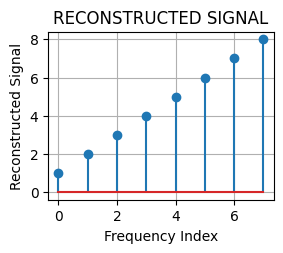 RECONSTRUCTED SIGNAL
Reconstructed Signal
8
6
4
2
0
0 2 4 6
Frequency Index